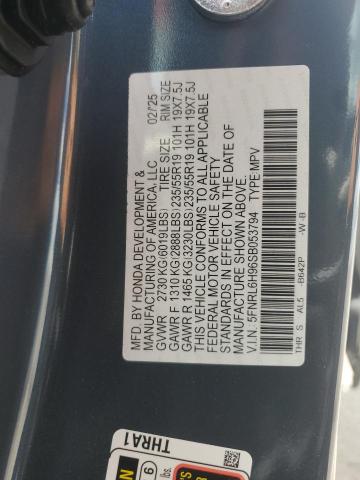 MFD. BY HONDA DEVELOPMENT &
MANUFACTURING OF AMERICA, LLC 02/25
GVWR 2730 KG(6019LBS) TIRE SIZE RIM SIZE
GAWR F 1310 KG(2888LBS)235/55R19 101H 19X7.5J
GAWR R 1465 KG(3230LBS)235/55R19 101H 19X7.5J
THIS VEHICLE CONFORMS TO ALL APPLICABLE
FEDERAL MOTOR VEHICLE SAFETY
STANDARDS IN EFFECT ON THE DATE OF
MANUFACTURE SHOWN ABOVE.
V.I.N. 5FNRL6H96SB053794 TYPE:MPV
THR S AL5 -B642P -W-B
THRA1
6
lbs.